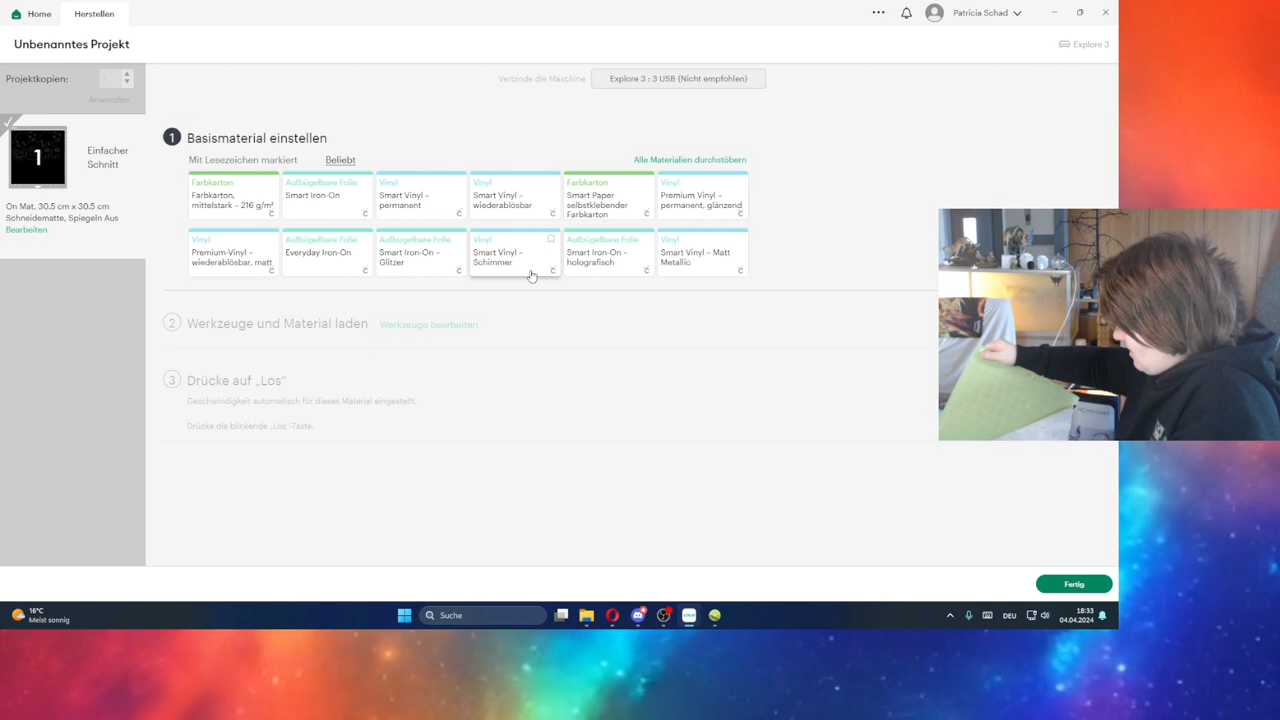 Home
Herstellen
Patricia Schad
Unbenanntes Projekt
Explore 3
Projektkopien:
Anwenden
Verbinde die Maschine
Explore 3 : 3 USB (Nicht empfohlen)
1
Einfacher
Schnitt
On Mat, 30.5 cm x 30.5 cm
Schneidematte, Spiegeln Aus
Bearbeiten
1 Basismaterial einstellen
Mit Lesezeichen markiert
Beliebt
Alle Materialien durchstöbern
Farbkarton
Farbkarton,
mittelstark – 216 g/m²
Aufbügelbare Folie
Smart Iron-On
Vinyl
Smart Vinyl –
permanent
Vinyl
Smart Vinyl –
wiederablösbar
Farbkarton
Smart Paper
selbstklebender
Farbkarton
Vinyl
Premium Vinyl –
permanent, glänzend
Vinyl
Premium-Vinyl –
wiederablösbar, matt
Aufbügelbare Folie
Everyday Iron-On
Aufbügelbare Folie
Smart Iron-On –
Glitzer
Vinyl
Smart Vinyl –
Schimmer
Aufbügelbare Folie
Smart Iron-On –
holografisch
Vinyl
Smart Vinyl – Matt
Metallic
2 Werkzeuge und Material laden
Werkzeuge bearbeiten
3 Drücke auf „Los“
Geschwindigkeit automatisch für dieses Material eingestellt.
Drücke die blinkende „Los“-Taste.
Fertig
16°C
Meist sonnig
Suche
DEU
18:33
04.04.2024